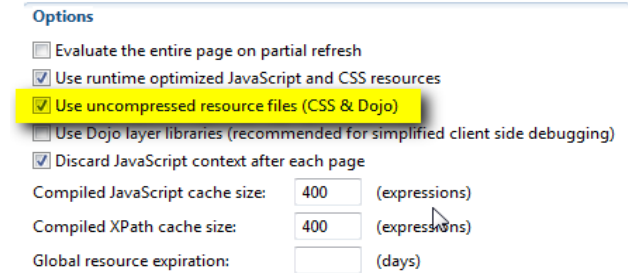 Options
Evaluate the entire page on partial refresh
Use runtime optimized JavaScript and CSS resources
Use uncompressed resource files (CSS & Dojo)
Use Dojo layer libraries (recommended for simplified client side debugging)
Discard JavaScript context after each page
Compiled JavaScript cache size: 400 (expressions)
Compiled XPath cache size: 400 (expressions)
Global resource expiration: (days)